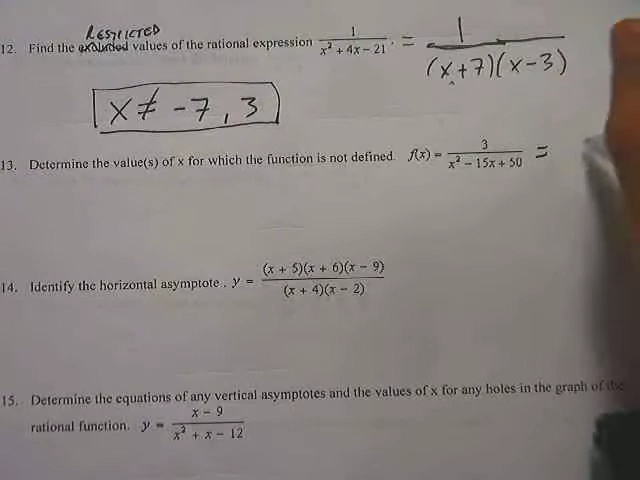 RESTRICTED
12. Find the excluded values of the rational expression 1/(x² + 4x − 21). = 1/((x+7)(x−3))
x ≠ −7, 3
13. Determine the value(s) of x for which the function is not defined. f(x) = 3/(x² − 15x + 50) =
14. Identify the horizontal asymptote. y = (x + 5)(x + 6)(x − 9)/((x + 4)(x − 2))
15. Determine the equations of any vertical asymptotes and the values of x for any holes in the graph of the
rational function. y = (x − 9)/(x² + x − 12)